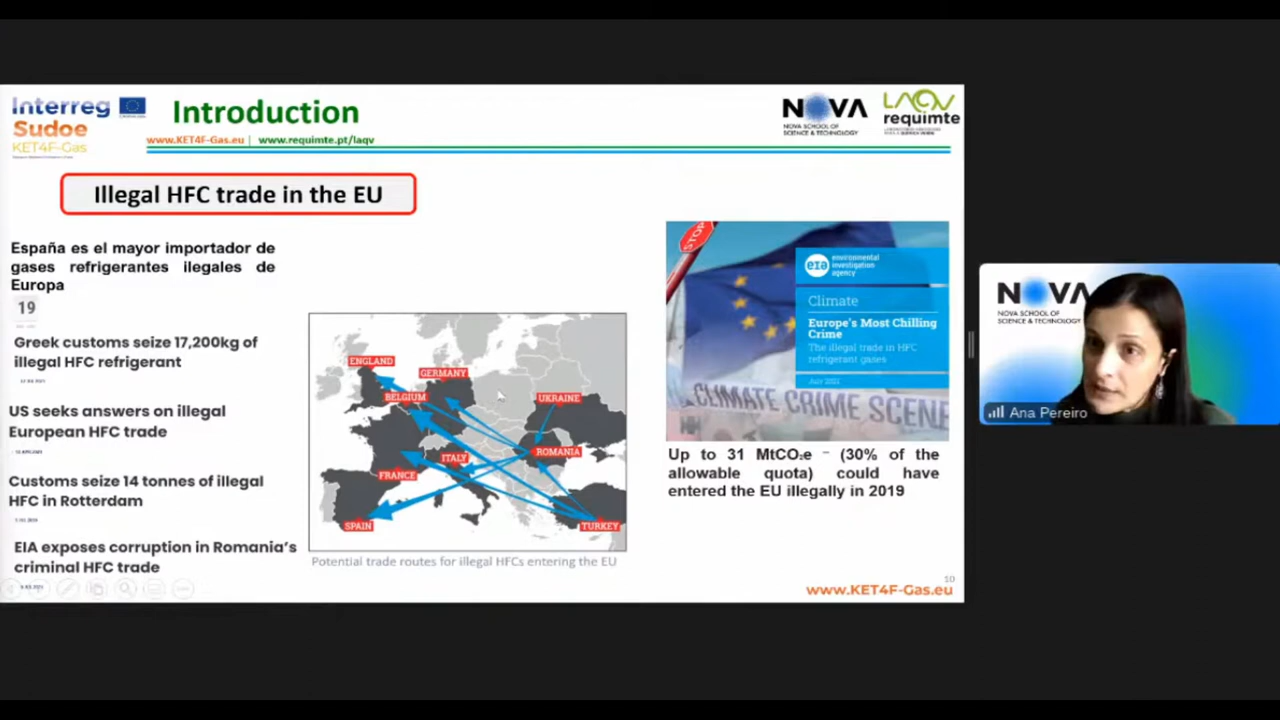 Interreg
Sudoe
KET4F-Gas
Introduction
www.KET4F-Gas.eu | www.requimte.pt/laqv
NOVA
NOVA SCHOOL OF
SCIENCE & TECHNOLOGY
LAQV
requimte
Illegal HFC trade in the EU
España es el mayor importador de
gases refrigerantes ilegales de
Europa
19
Greek customs seize 17,200kg of
illegal HFC refrigerant
US seeks answers on illegal
European HFC trade
Customs seize 14 tonnes of illegal
HFC in Rotterdam
EIA exposes corruption in Romania's
criminal HFC trade
ENGLAND
GERMANY
BELGIUM
UKRAINE
ITALY
ROMANIA
FRANCE
SPAIN
TURKEY
Potential trade routes for illegal HFCs entering the EU
STOP
eia environmental
investigation
agency
Climate
Europe's Most Chilling
Crime
The illegal trade in HFC
refrigerant gases
July 2021
CLIMATE CRIME SCENE
Up to 31 MtCO₂e – (30% of the
allowable quota) could have
entered the EU illegally in 2019
10
www.KET4F-Gas.eu
NOVA
NOVA SCHOOL OF
SCIENCE & TECHNOLOGY
Ana Pereiro